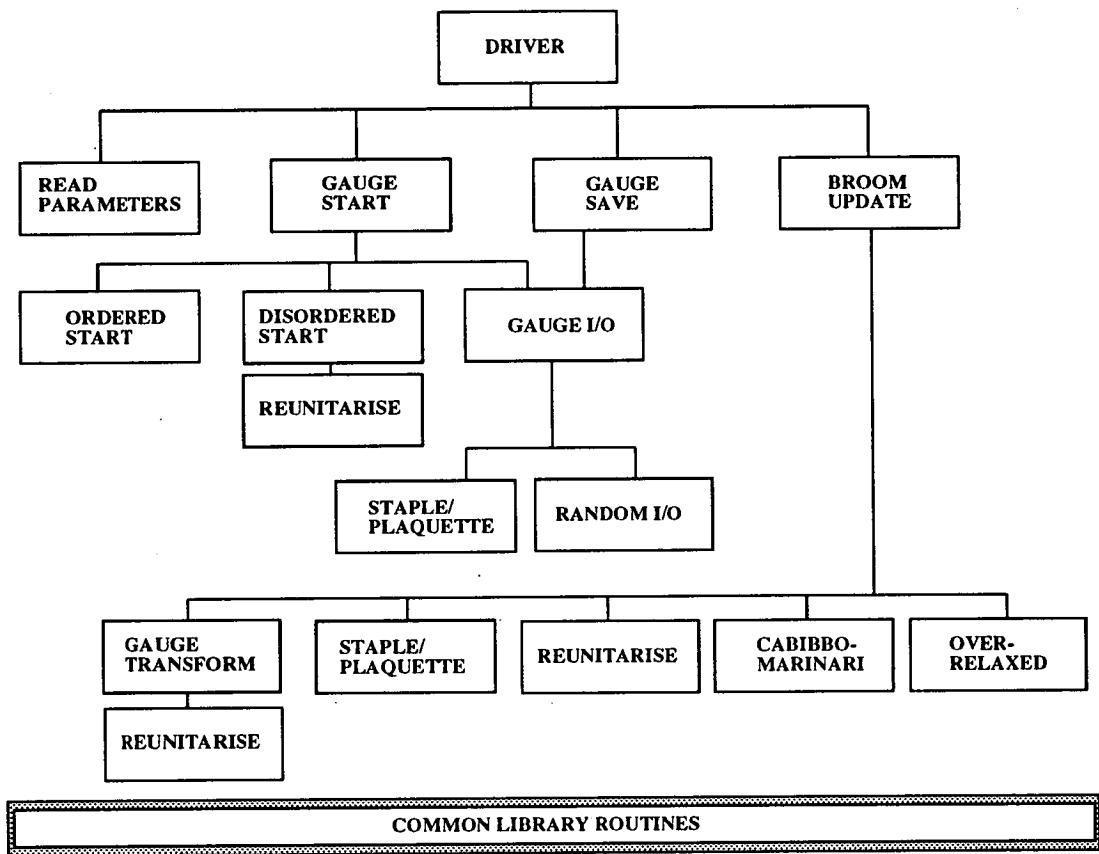 DRIVER
READ
PARAMETERS
GAUGE
START
GAUGE
SAVE
BROOM
UPDATE
ORDERED
START
DISORDERED
START
GAUGE I/O
REUNITARISE
STAPLE/
PLAQUETTE
RANDOM I/O
GAUGE
TRANSFORM
STAPLE/
PLAQUETTE
REUNITARISE
CABIBBO-
MARINARI
OVER-
RELAXED
REUNITARISE
COMMON LIBRARY ROUTINES